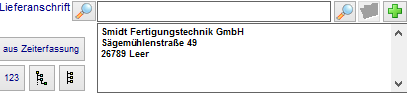 Lieferanschrift
Smidt Fertigungstechnik GmbH
Sägemühlenstraße 49
26789 Leer
aus Zeiterfassung
123